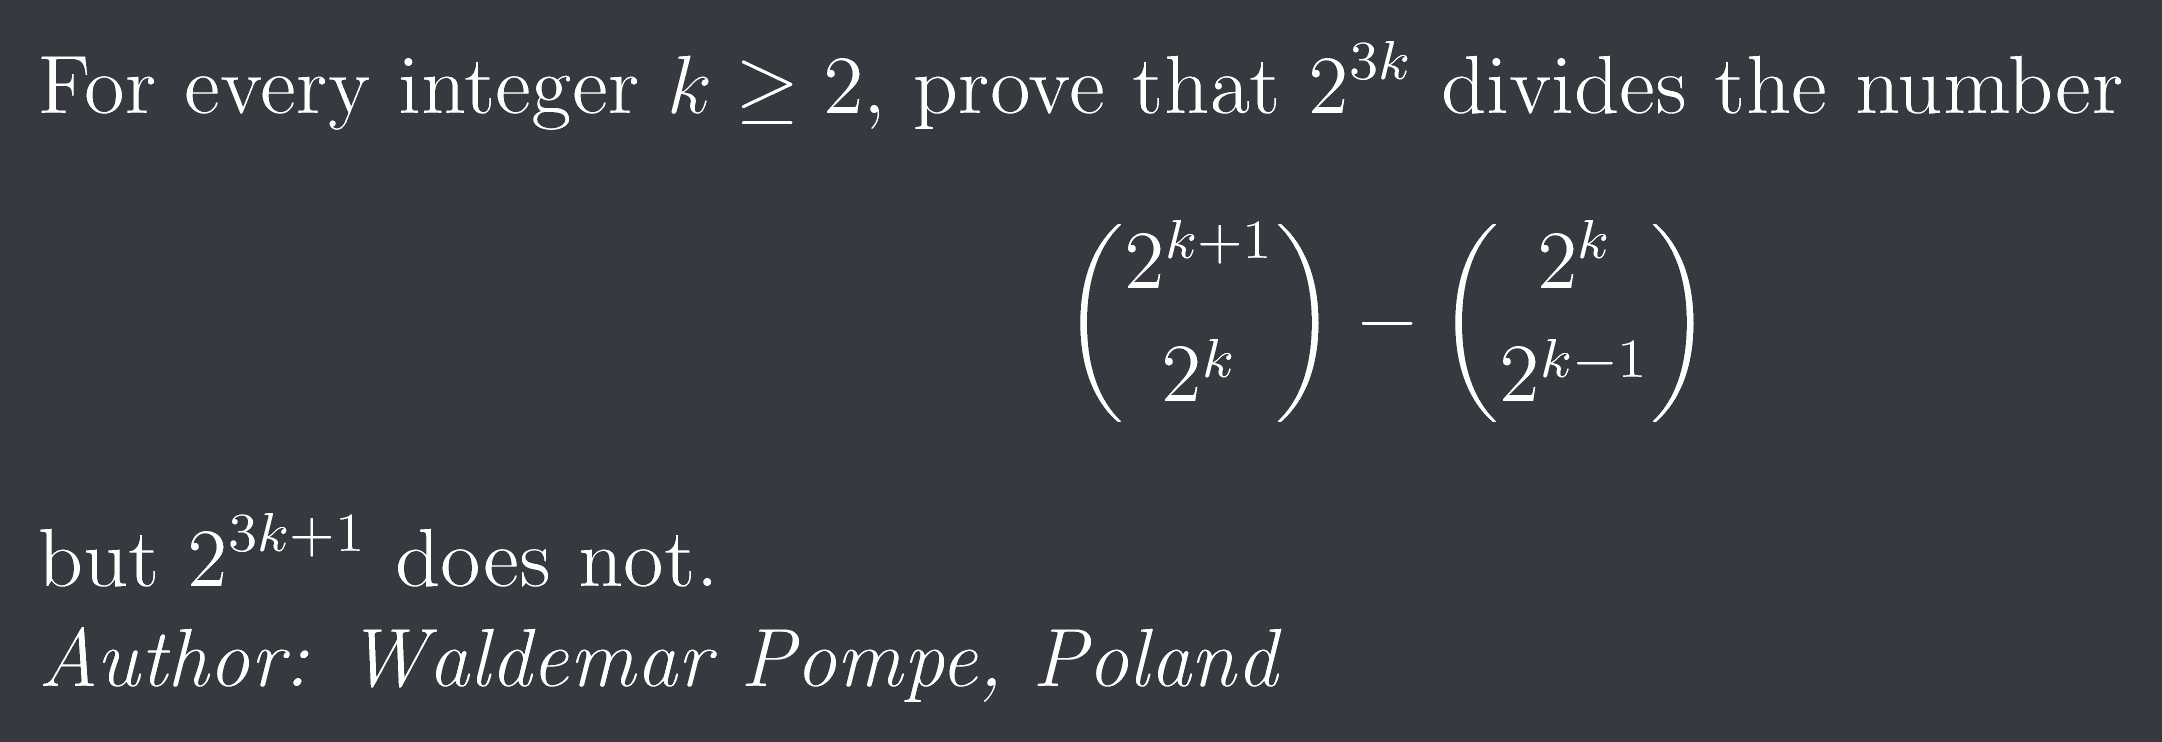 For every integer $k \geq 2$, prove that $2^{3k}$ divides the number
$$\binom{2^{k+1}}{2^k} - \binom{2^k}{2^{k-1}}$$
but $2^{3k+1}$ does not.
Author: Waldemar Pompe, Poland